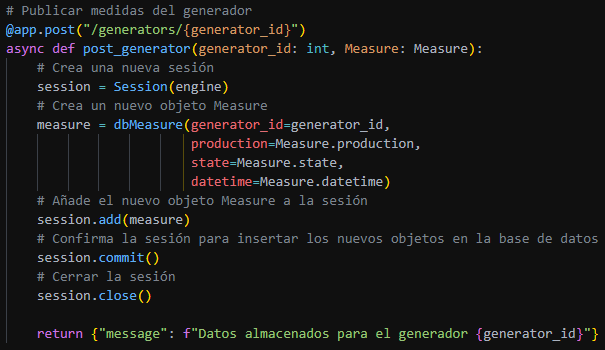 # Publicar medidas del generador
@app.post("/generators/{generator_id}")
async def post_generator(generator_id: int, Measure: Measure):
    # Crea una nueva sesión
    session = Session(engine)
    # Crea un nuevo objeto Measure
    measure = dbMeasure(generator_id=generator_id,
                        production=Measure.production,
                        state=Measure.state,
                        datetime=Measure.datetime)
    # Añade el nuevo objeto Measure a la sesión
    session.add(measure)
    # Confirma la sesión para insertar los nuevos objetos en la base de datos
    session.commit()
    # Cerrar la sesión
    session.close()

    return {"message": f"Datos almacenados para el generador {generator_id}"}